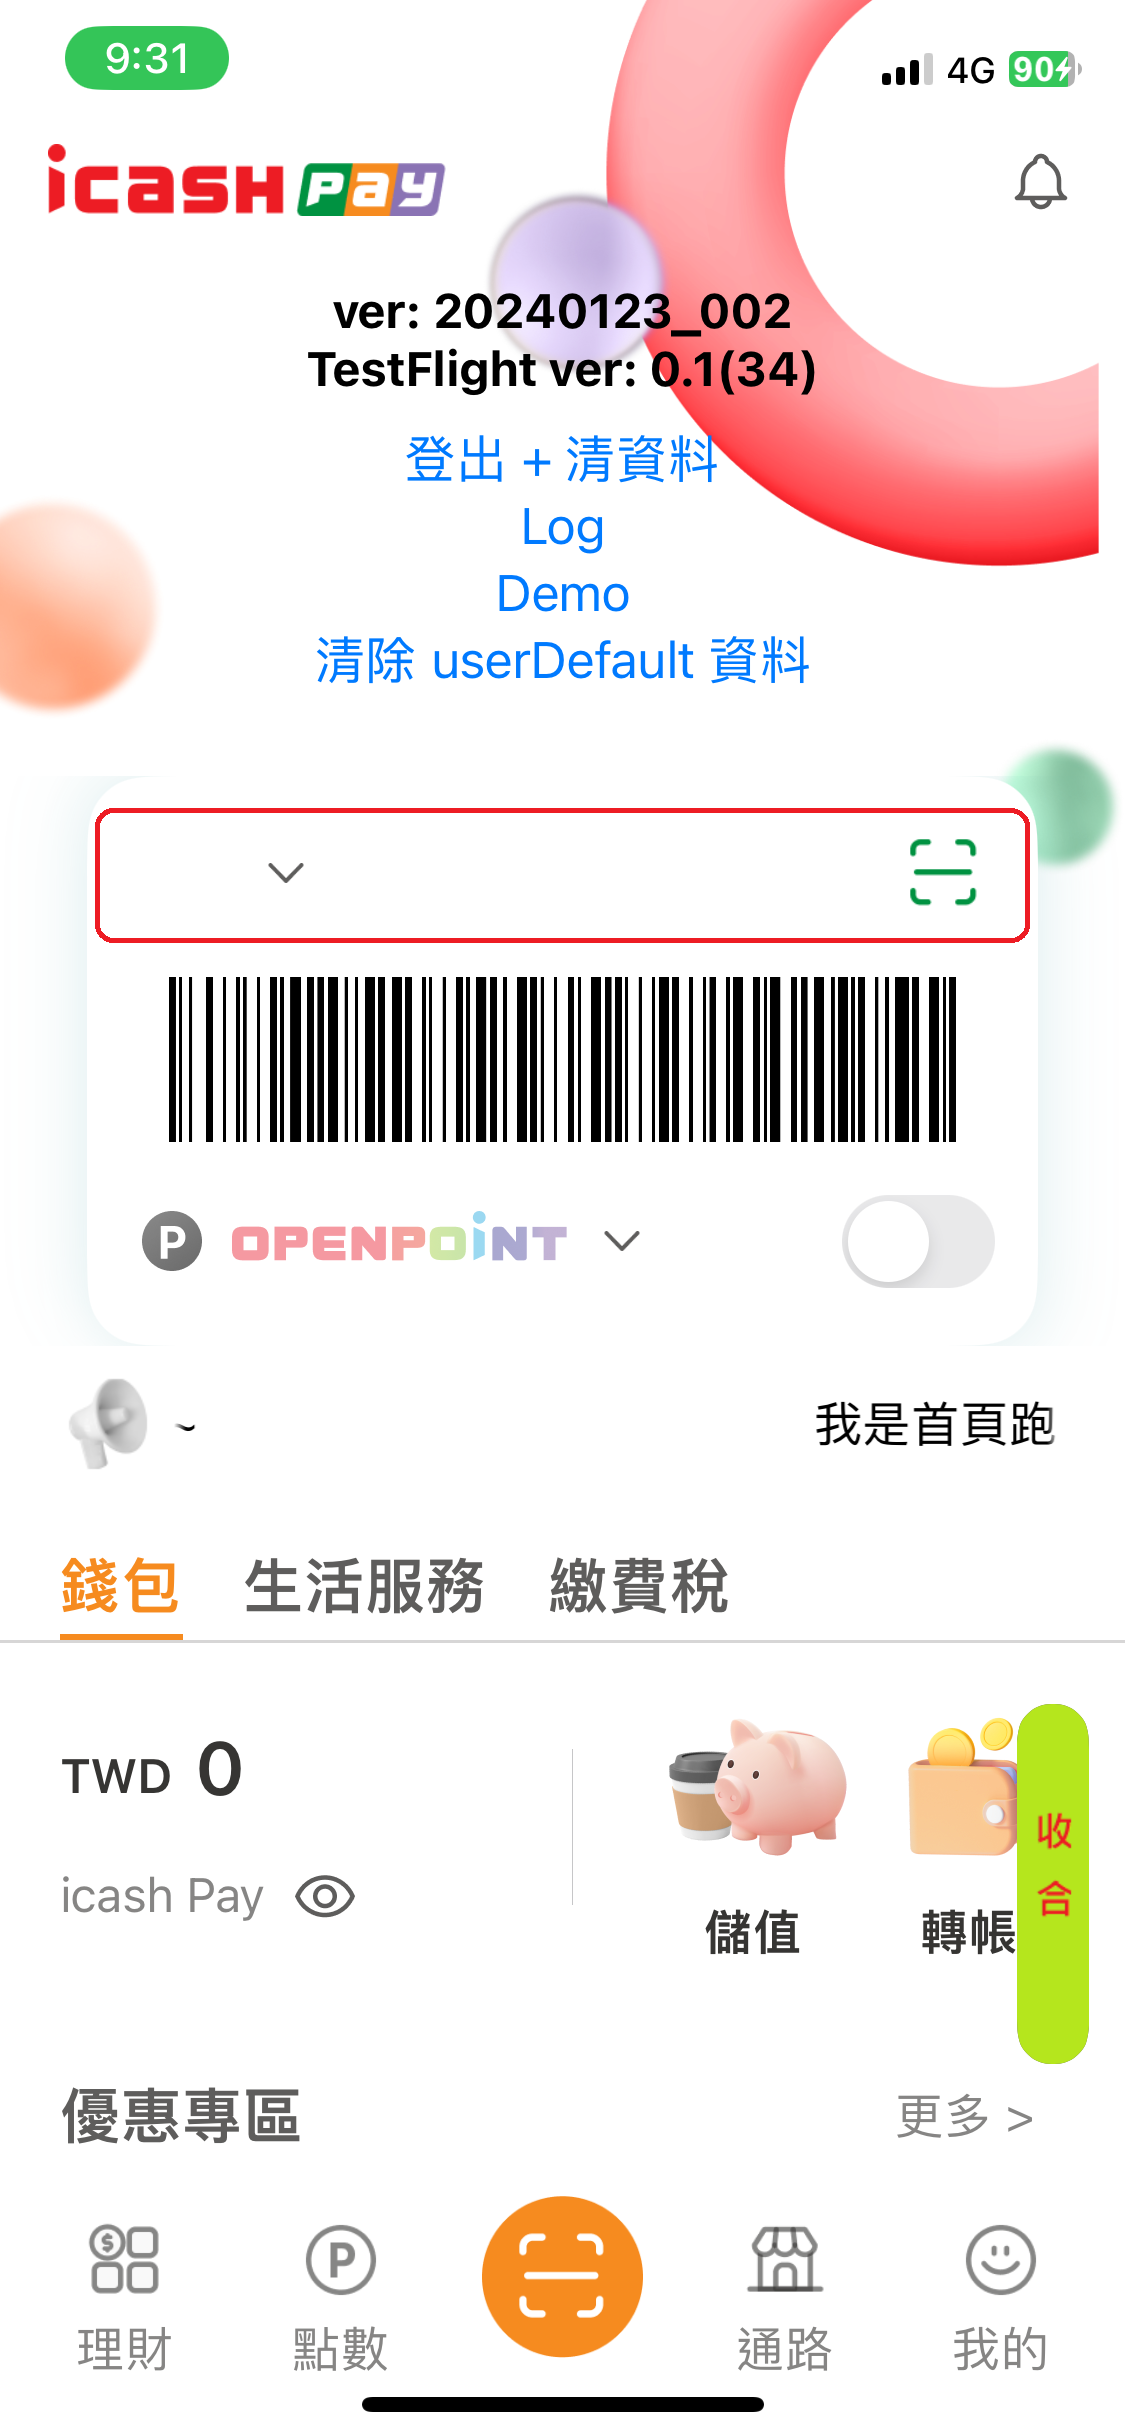 9:31
4G 90
icash Pay
ver: 20240123_002
TestFlight ver: 0.1(34)
登出 + 清資料
Log
Demo
清除 userDefault 資料
P OPENPOINT
~ 我是首頁跑
錢包 生活服務 繳費稅
TWD 0
icash Pay
儲值 轉帳
收合
優惠專區 更多 >
理財 點數 通路 我的